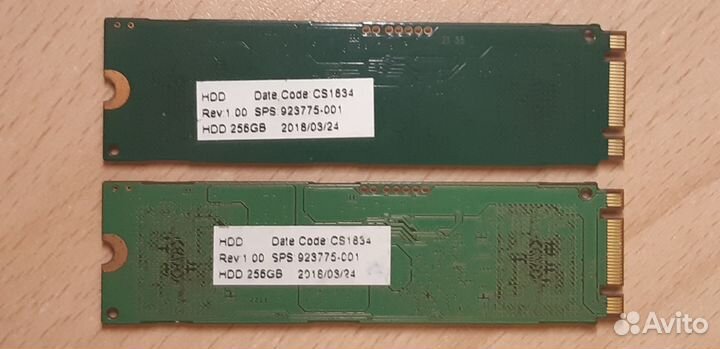 HDD Date Code:CS1834
Rev:1.00 SPS:923775-001
HDD 256GB 2018/03/24
HDD Date Code:CS1834
Rev:1.00 SPS:923775-001
HDD 256GB 2018/03/24
Avito